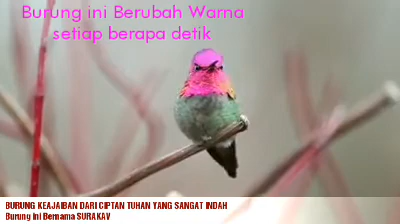 Burung ini Berubah Warna
setiap berapa detik
BURUNG KEAJAIBAN DARI CIPTAN TUHAN YANG SANGAT INDAH
Burung ini Bernama SURAKAV